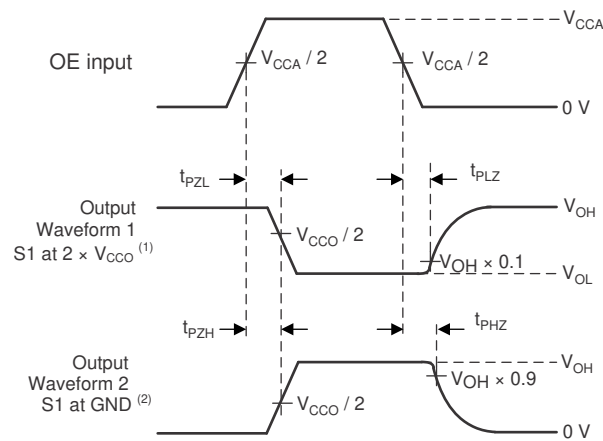 V_CCA
OE input
V_CCA / 2
V_CCA / 2
0 V
t_PZL
t_PLZ
Output
Waveform 1
S1 at 2 × V_CCO (1)
V_OH
V_CCO / 2
V_OH × 0.1
V_OL
t_PZH
t_PHZ
Output
Waveform 2
S1 at GND (2)
V_OH
V_OH × 0.9
V_CCO / 2
0 V